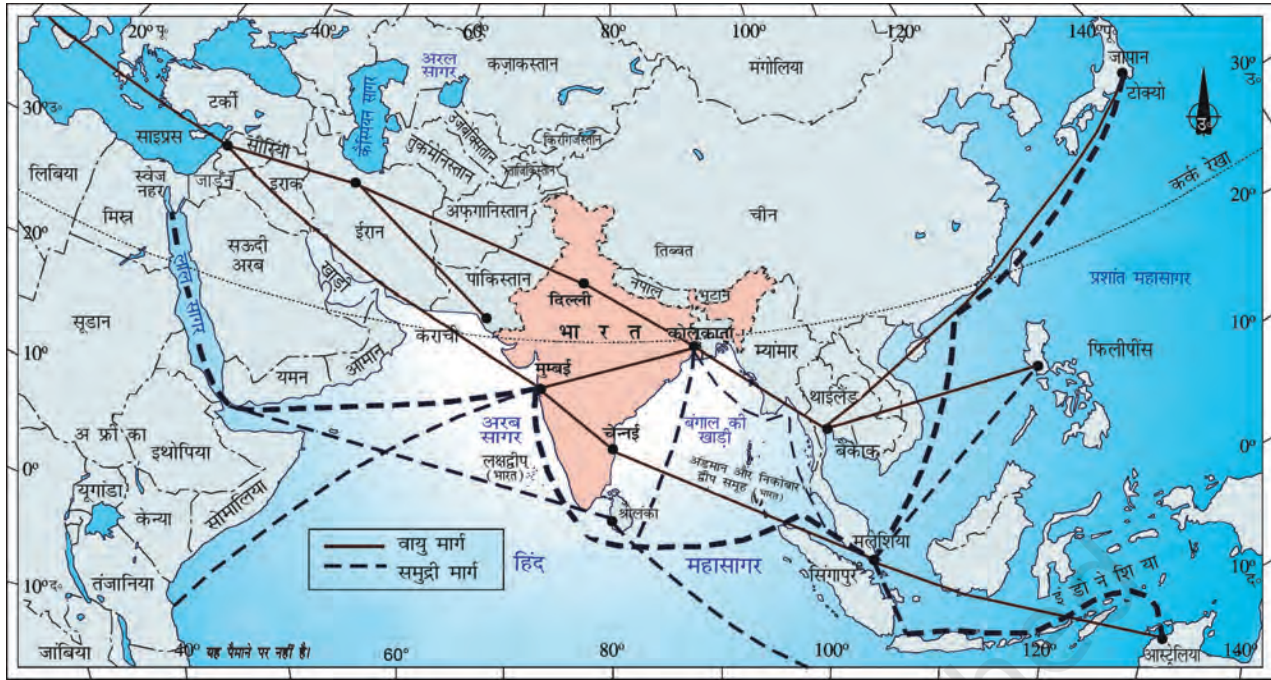 20° पू॰ 40° 60° 80° 100° 120° 140° पू॰
अरल सागर
कज़ाकस्तान
मंगोलिया
जापान
30° उ॰
टोक्यो
उ॰
टर्की
कैस्पियन सागर
उज़बेकिस्तान
किरगिजस्तान
तुर्कमेनिस्तान
ताजिकिस्तान
30° उ॰
साइप्रस
सीरिया
लिबिया
स्वेज नहर
जार्डन
इराक
कर्क रेखा
20°
मिस्र
अफ़गानिस्तान
चीन
ईरान
सऊदी अरब
तिब्बत
20°
पाकिस्तान
नेपाल
भूटान
प्रशांत महासागर
लाल सागर
खाड़ी
दिल्ली
सूडान
भारत
कोलकाता
10°
कराची
म्यांमार
फिलीपींस
10°
ओमान
यमन
मुम्बई
थाईलैंड
अरब सागर
चेन्नई
बंगाल की खाड़ी
बैंकाक
अफ्रीका
इथोपिया
0°
0°
लक्षद्वीप (भारत)
अंडमान और निकोबार द्वीप समूह (भारत)
यूगांडा
केन्या
सोमालिया
श्रीलंका
मलेशिया
वायु मार्ग
समुद्री मार्ग
हिंद महासागर
सिंगापुर
10° द॰
तंजानिया
इंडोनेशिया
10° द॰
जांबिया
40° यह पैमाने पर नहीं है। 60° 80° 100° 120° आस्ट्रेलिया 140°